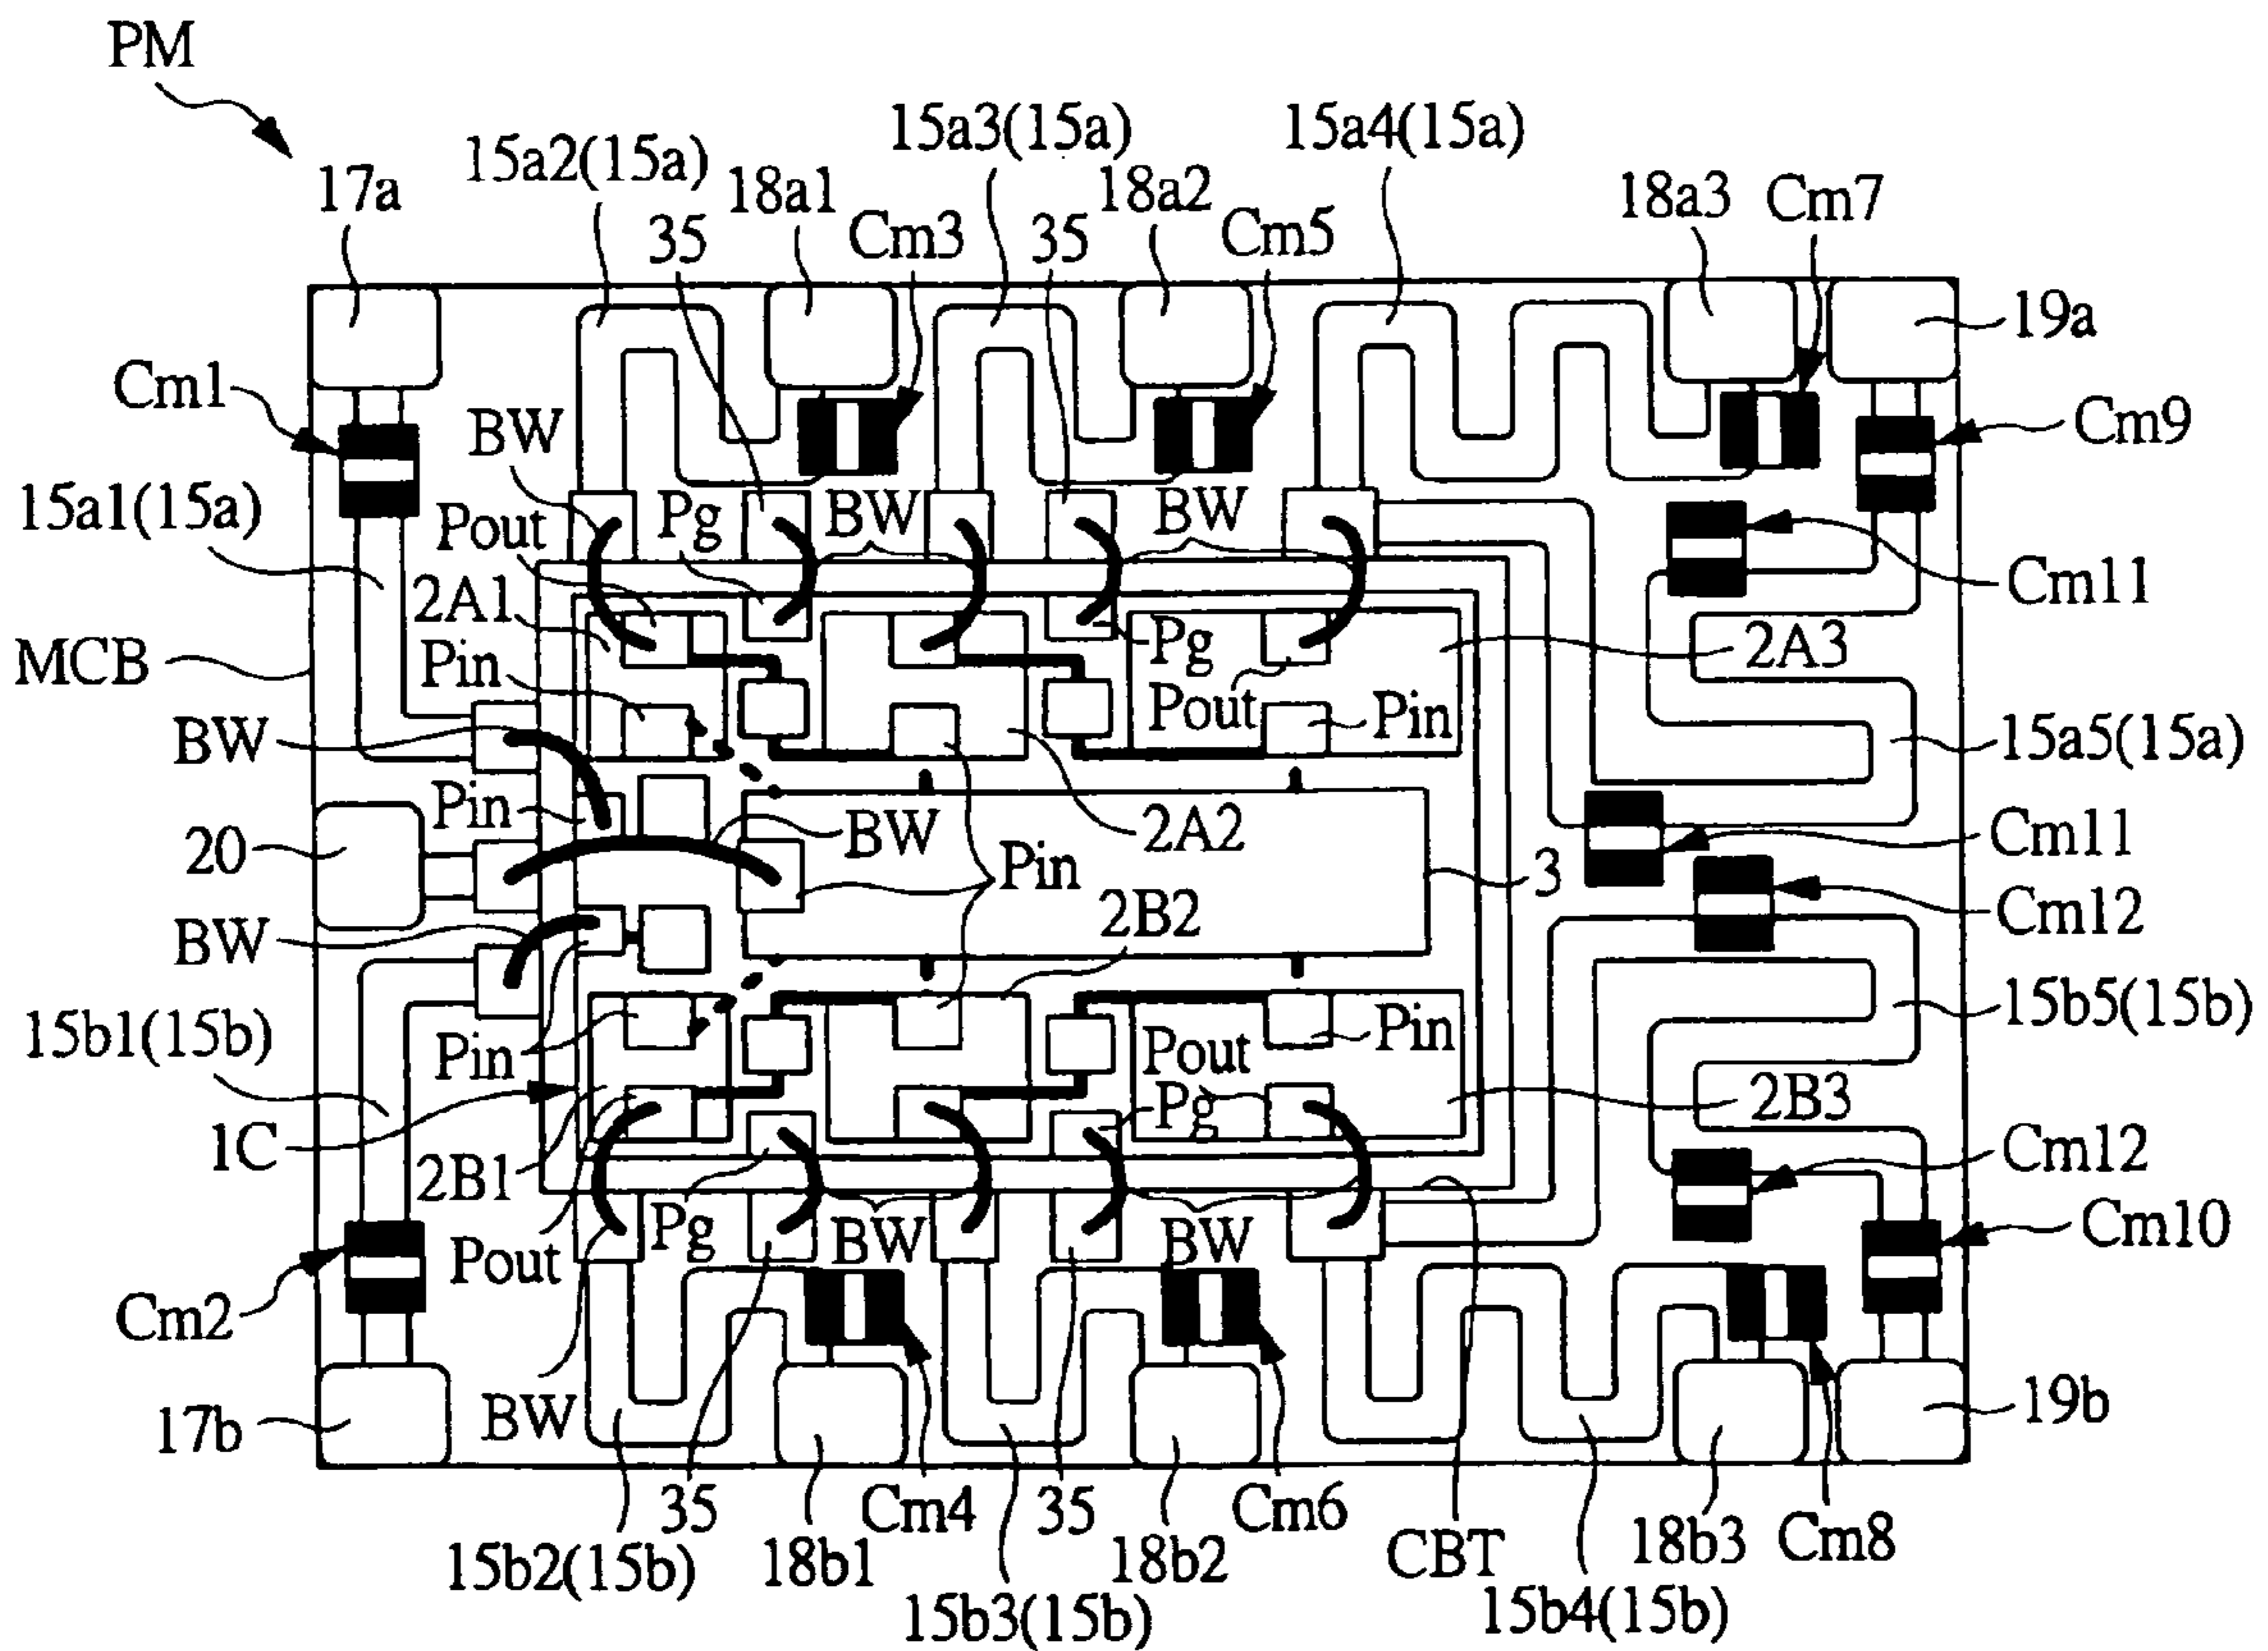 PM
15a3(15a)
15a4(15a)
15a2(15a)
17a
18a1
18a2
18a3
Cm7
35
Cm3
35
Cm5
19a
Cm1
BW
Cm9
15a1(15a)
Pout
Pg
BW
BW
2A1
Cm11
MCB
Pin
Pg
2A3
Pout
Pin
BW
15a5(15a)
Pin
BW
2A2
Cm11
20
Pin
3
BW
2B2
Cm12
15b1(15b)
Pin
Pout
Pin
15b5(15b)
Pg
2B3
1C
2B1
Cm12
Pout
Pg
BW
BW
Cm10
Cm2
BW
17b
19b
35
Cm4
35
Cm6
15b2(15b)
18b1
18b2
CBT
18b3
Cm8
15b3(15b)
15b4(15b)